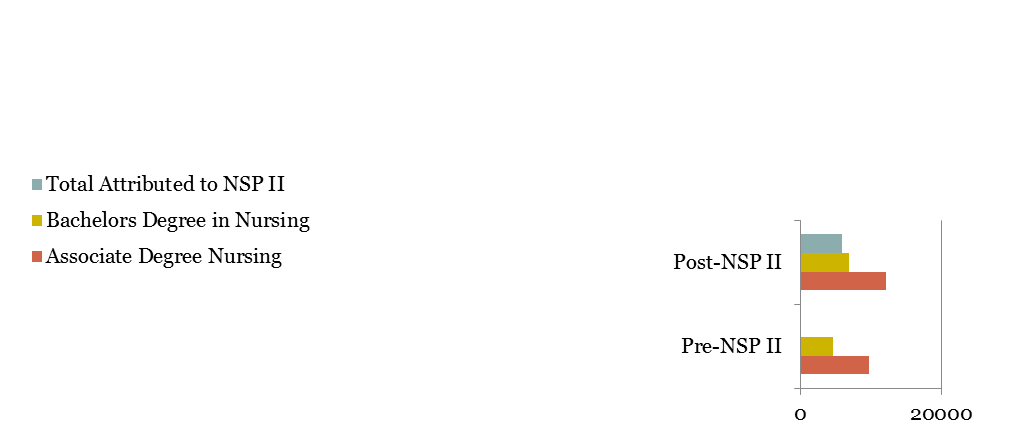 Total Attributed to NSP II
Bachelors Degree in Nursing
Associate Degree Nursing
Post-NSP II
Pre-NSP II
0 20000